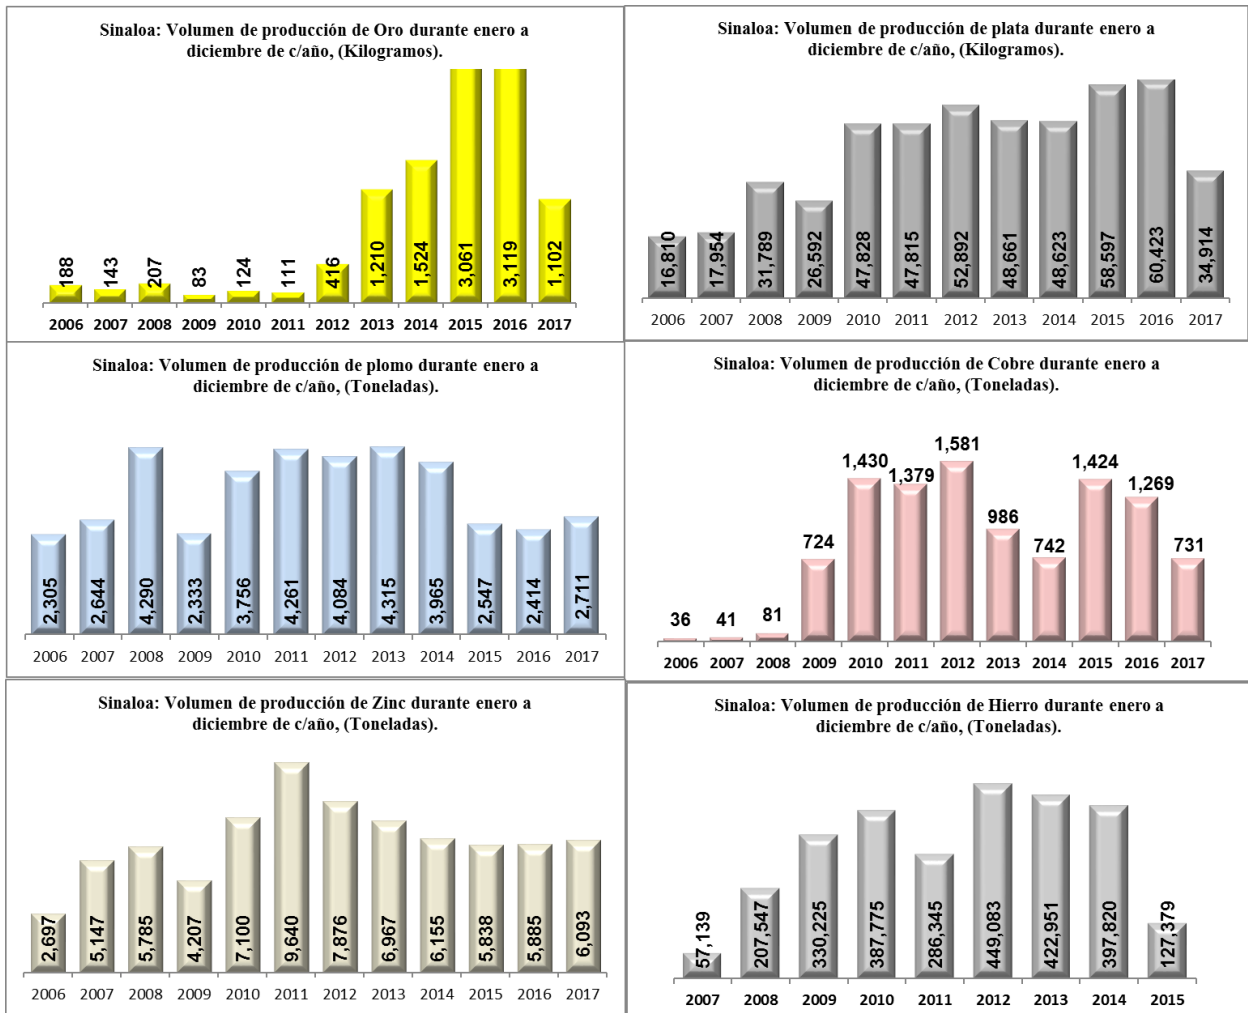 Sinaloa: Volumen de producción de Oro durante enero a
diciembre de c/año, (Kilogramos).
188 143 207 83 124 111 416 1,210 1,524 3,061 3,119 1,102
2006 2007 2008 2009 2010 2011 2012 2013 2014 2015 2016 2017
Sinaloa: Volumen de producción de plata durante enero a
diciembre de c/año, (Kilogramos).
16,810 17,954 31,789 26,592 47,828 47,815 52,892 48,661 48,623 58,597 60,423 34,914
2006 2007 2008 2009 2010 2011 2012 2013 2014 2015 2016 2017
Sinaloa: Volumen de producción de plomo durante enero a
diciembre de c/año, (Toneladas).
2,305 2,644 4,290 2,333 3,756 4,261 4,084 4,315 3,965 2,547 2,414 2,711
2006 2007 2008 2009 2010 2011 2012 2013 2014 2015 2016 2017
Sinaloa: Volumen de producción de Cobre durante enero a
diciembre de c/año, (Toneladas).
36 41 81 724 1,430 1,379 1,581 986 742 1,424 1,269 731
2006 2007 2008 2009 2010 2011 2012 2013 2014 2015 2016 2017
Sinaloa: Volumen de producción de Zinc durante enero a
diciembre de c/año, (Toneladas).
2,697 5,147 5,785 4,207 7,100 9,640 7,876 6,967 6,155 5,838 5,885 6,093
2006 2007 2008 2009 2010 2011 2012 2013 2014 2015 2016 2017
Sinaloa: Volumen de producción de Hierro durante enero a
diciembre de c/año, (Toneladas).
57,139 207,547 330,225 387,775 286,345 449,083 422,951 397,820 127,379
2007 2008 2009 2010 2011 2012 2013 2014 2015